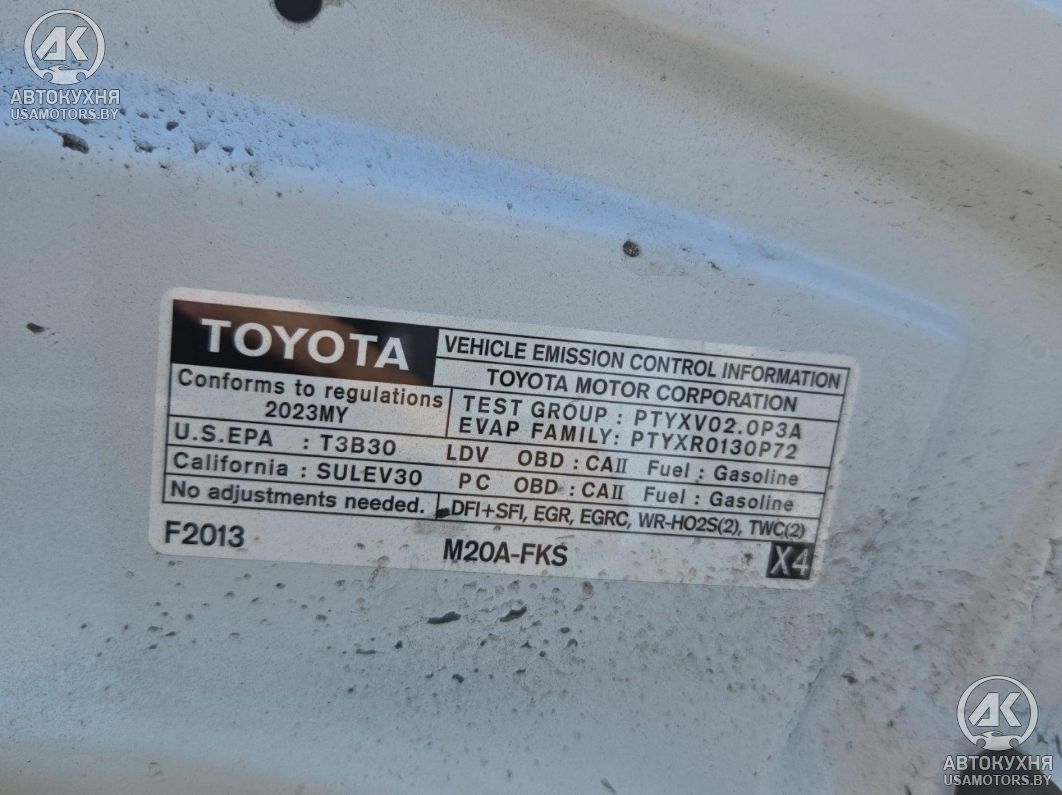 АК
АВТОКУХНЯ
USAMOTORS.BY
TOYOTA
VEHICLE EMISSION CONTROL INFORMATION
TOYOTA MOTOR CORPORATION
Conforms to regulations
2023MY
TEST GROUP : PTYXV02.0P3A
EVAP FAMILY: PTYXR0130P72
U.S.EPA : T3B30 LDV OBD : CAII Fuel : Gasoline
California : SULEV30 PC OBD : CAII Fuel : Gasoline
No adjustments needed. DFI+SFI, EGR, EGRC, WR-HO2S(2), TWC(2)
F2013 M20A-FKS X4
АК
АВТОКУХНЯ
USAMOTORS.BY